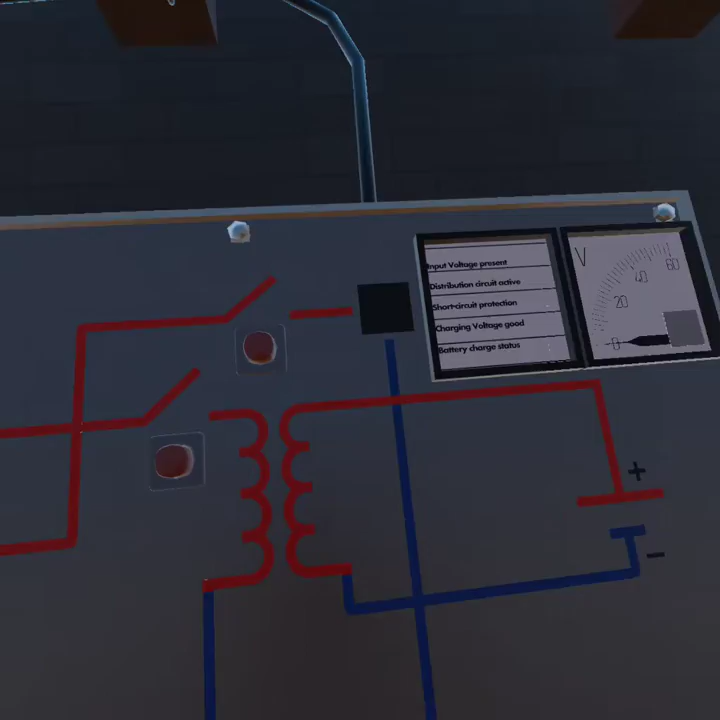 Input Voltage present
Distribution circuit active
Short-circuit protection
Charging Voltage good
Battery charge status
V
60
40
20
0
+
-